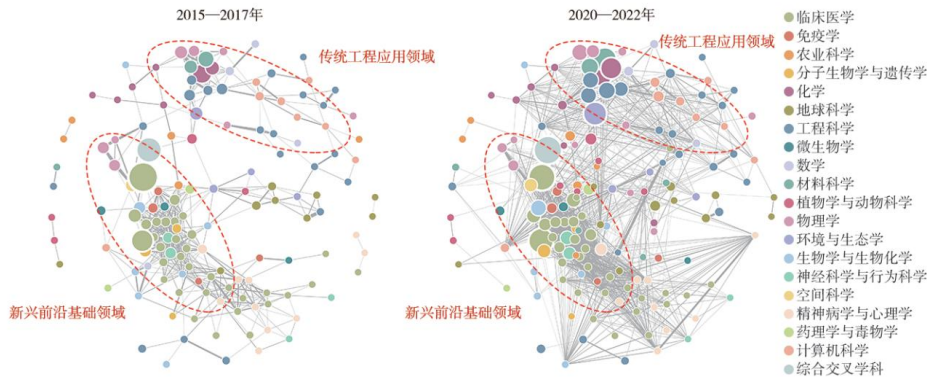 2015—2017年
2020—2022年
传统工程应用领域
传统工程应用领域
新兴前沿基础领域
新兴前沿基础领域
临床医学
免疫学
农业科学
分子生物学与遗传学
化学
地球科学
工程科学
微生物学
数学
材料科学
植物学与动物科学
物理学
环境与生态学
生物学与生物化学
神经科学与行为科学
空间科学
精神病学与心理学
药理学与毒物学
计算机科学
综合交叉学科